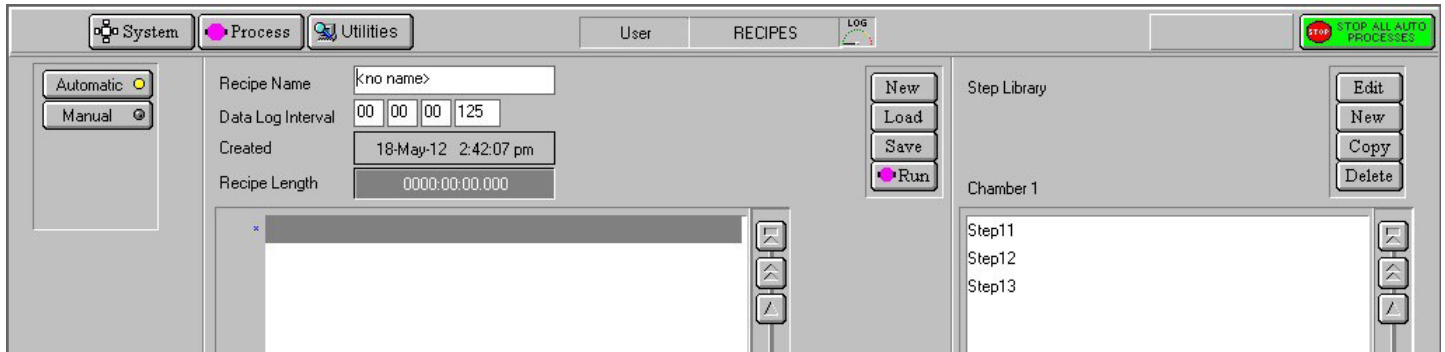 System Process Utilities User RECIPES LOG STOP STOP ALL AUTO
PROCESSES
Automatic
Manual
Recipe Name <no name>
Data Log Interval 00 00 00 125
Created 18-May-12 2:42:07 pm
Recipe Length 0000:00:00.000
New
Load
Save
Run
Step Library
Chamber 1
Edit
New
Copy
Delete
×
Step11
Step12
Step13